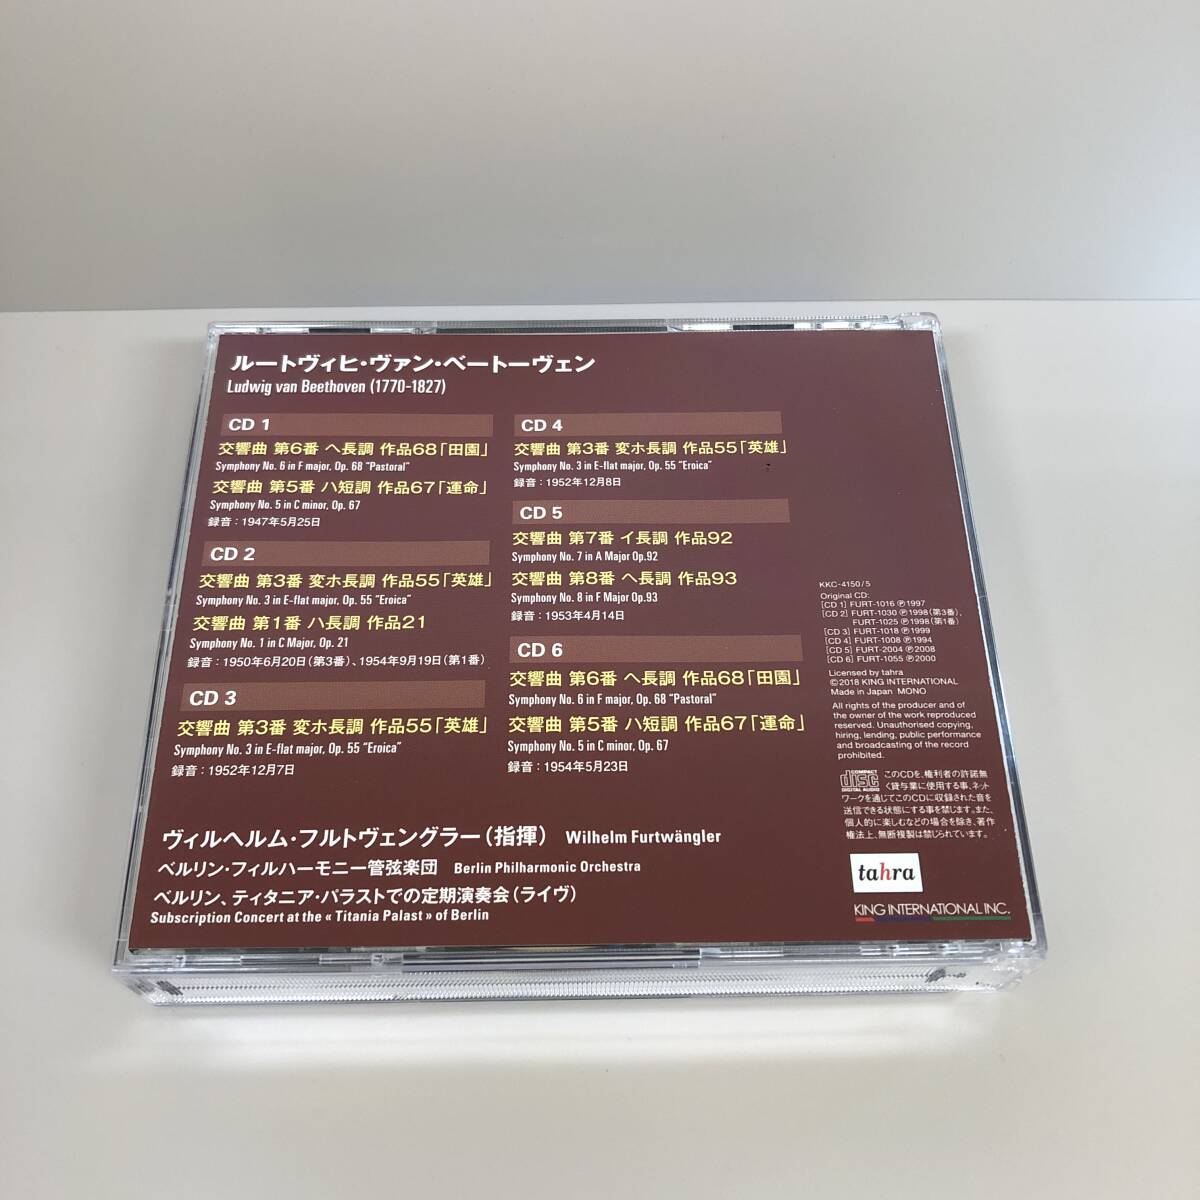 ルートヴィヒ・ヴァン・ベートーヴェン
Ludwig van Beethoven (1770-1827)
CD 1
交響曲 第6番 ヘ長調 作品68「田園」
Symphony No. 6 in F major, Op. 68 "Pastoral"
交響曲 第5番 ハ短調 作品67「運命」
Symphony No. 5 in C minor, Op. 67
録音：1947年5月25日
CD 2
交響曲 第3番 変ホ長調 作品55「英雄」
Symphony No. 3 in E-flat major, Op. 55 "Eroica"
交響曲 第1番 ハ長調 作品21
Symphony No. 1 in C Major, Op. 21
録音：1950年6月20日（第3番）、1954年9月19日（第1番）
CD 3
交響曲 第3番 変ホ長調 作品55「英雄」
Symphony No. 3 in E-flat major, Op. 55 "Eroica"
録音：1952年12月7日
CD 4
交響曲 第3番 変ホ長調 作品55「英雄」
Symphony No. 3 in E-flat major, Op. 55 "Eroica"
録音：1952年12月8日
CD 5
交響曲 第7番 イ長調 作品92
Symphony No. 7 in A Major Op.92
交響曲 第8番 ヘ長調 作品93
Symphony No. 8 in F Major Op.93
録音：1953年4月14日
CD 6
交響曲 第6番 ヘ長調 作品68「田園」
Symphony No. 6 in F major, Op. 68 "Pastoral"
交響曲 第5番 ハ短調 作品67「運命」
Symphony No. 5 in C minor, Op. 67
録音：1954年5月23日
ヴィルヘルム・フルトヴェングラー（指揮） Wilhelm Furtwängler
ベルリン・フィルハーモニー管弦楽団 Berlin Philharmonic Orchestra
ベルリン、ティタニア・パラストでの定期演奏会（ライヴ）
Subscription Concert at the « Titania Palast » of Berlin
KKC-4150/5
Original CD:
[CD 1] FURT-1016 ℗1997
[CD 2] FURT-1030 ℗1998（第3番）,
FURT-1025 ℗1998（第1番）
[CD 3] FURT-1018 ℗1999
[CD 4] FURT-1008 ℗1994
[CD 5] FURT-2004 ℗2008
[CD 6] FURT-1055 ℗2000
Licensed by tahra
©2018 KING INTERNATIONAL
Made in Japan MONO
All rights of the producer and of
the owner of the work reproduced
reserved. Unauthorised copying,
hiring, lending, public performance
and broadcasting of the record
prohibited.
COMPACT disc DIGITAL AUDIO
このCDを、権利者の許諾無
く賃貸業に使用する事、ネット
ワークを通じてこのCDに収録された音を
送信できる状態にする事を禁じます。また、
個人的に楽しむなどの場合を除き、著作
権法上、無断複製は禁じられています。
tahra
KING INTERNATIONAL INC.